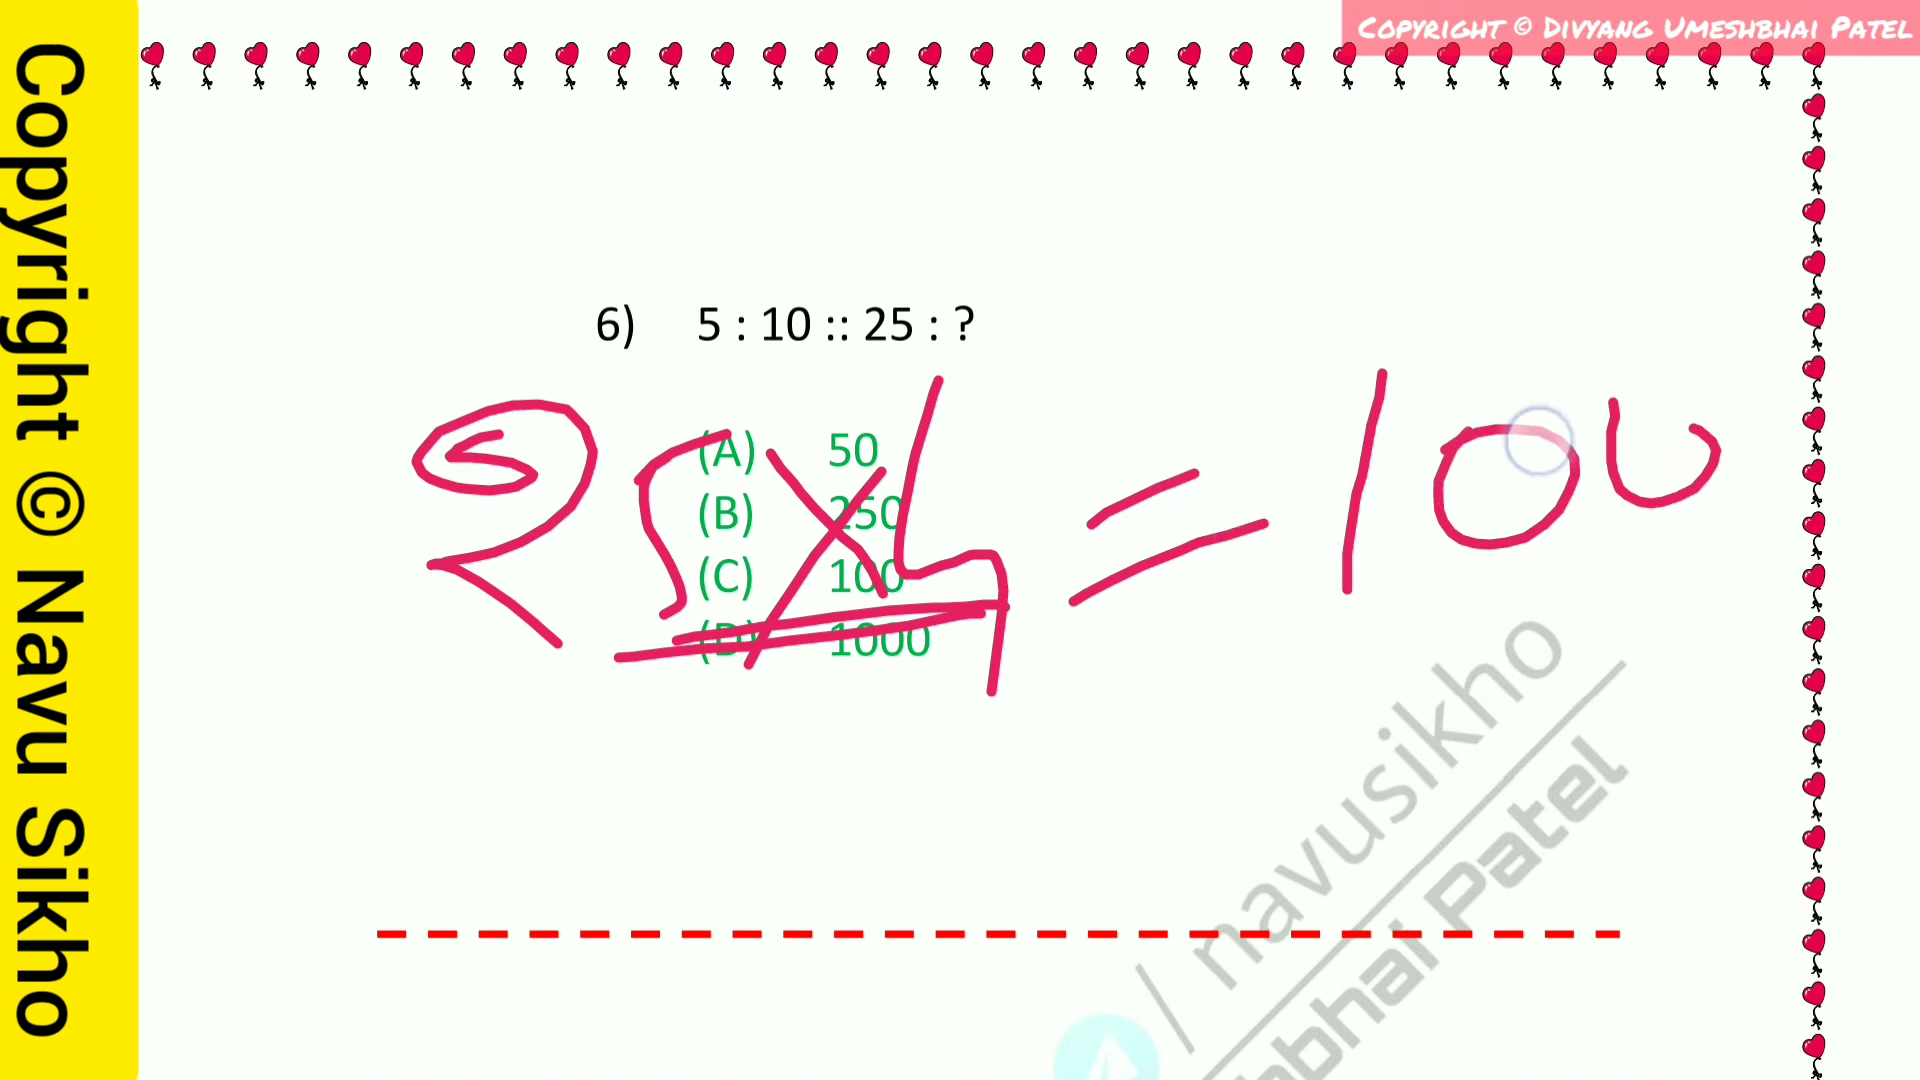 COPYRIGHT © DIVYANG UMESHBHAI PATEL
Copyright © Navu Sikho
6) 5 : 10 :: 25 : ?
(A) 50
(B) 250
(C) 100
(D) 1000
25 × 4 = 100
/ navusikho
bhai Patel